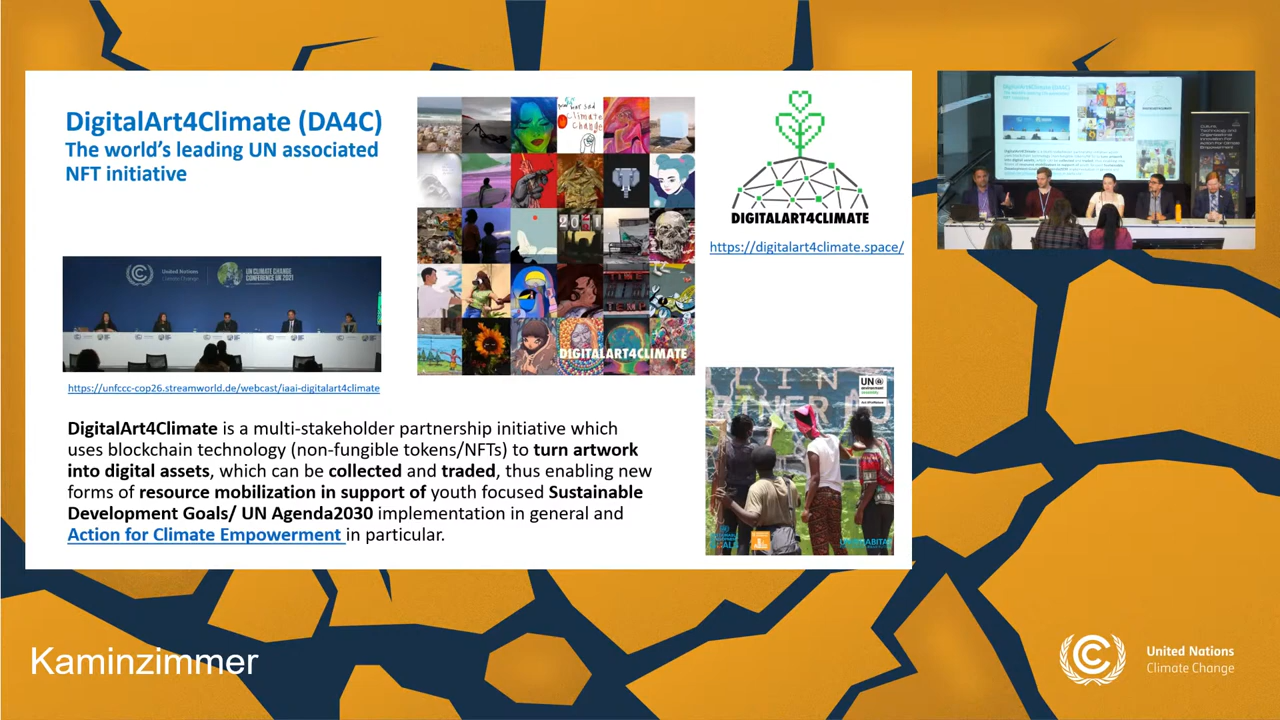 DigitalArt4Climate (DA4C)
The world's leading UN associated
NFT initiative
United Nations
Climate Change
UN CLIMATE CHANGE
CONFERENCE UK 2021
https://unfccc-cop26.streamworld.de/webcast/iaai-digitalart4climate
Climate
Change
2021
DIGITALART4CLIMATE
DIGITALART4CLIMATE
https://digitalart4climate.space/
DigitalArt4Climate is a multi-stakeholder partnership initiative which
uses blockchain technology (non-fungible tokens/NFTs) to turn artwork
into digital assets, which can be collected and traded, thus enabling new
forms of resource mobilization in support of youth focused Sustainable
Development Goals/ UN Agenda2030 implementation in general and
Action for Climate Empowerment in particular.
UN
Kaminzimmer
United Nations
Climate Change